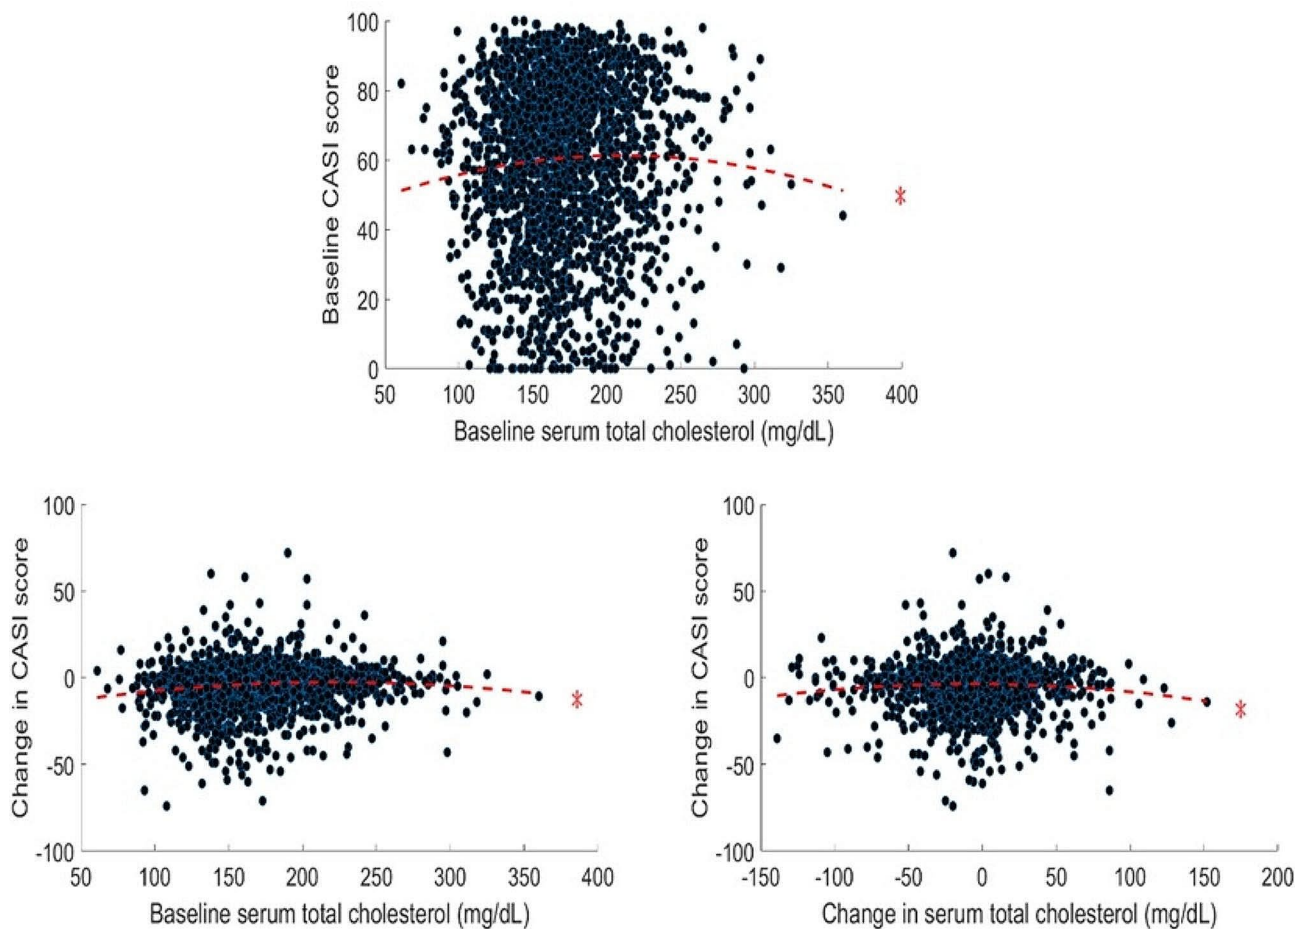 100
80
60
40
20
0
Baseline CASI score
50 100 150 200 250 300 350 400
Baseline serum total cholesterol (mg/dL)
*
100
50
0
-50
-100
Change in CASI score
50 100 150 200 250 300 350 400
Baseline serum total cholesterol (mg/dL)
*
100
50
0
-50
-100
Change in CASI score
-150 -100 -50 0 50 100 150 200
Change in serum total cholesterol (mg/dL)
*